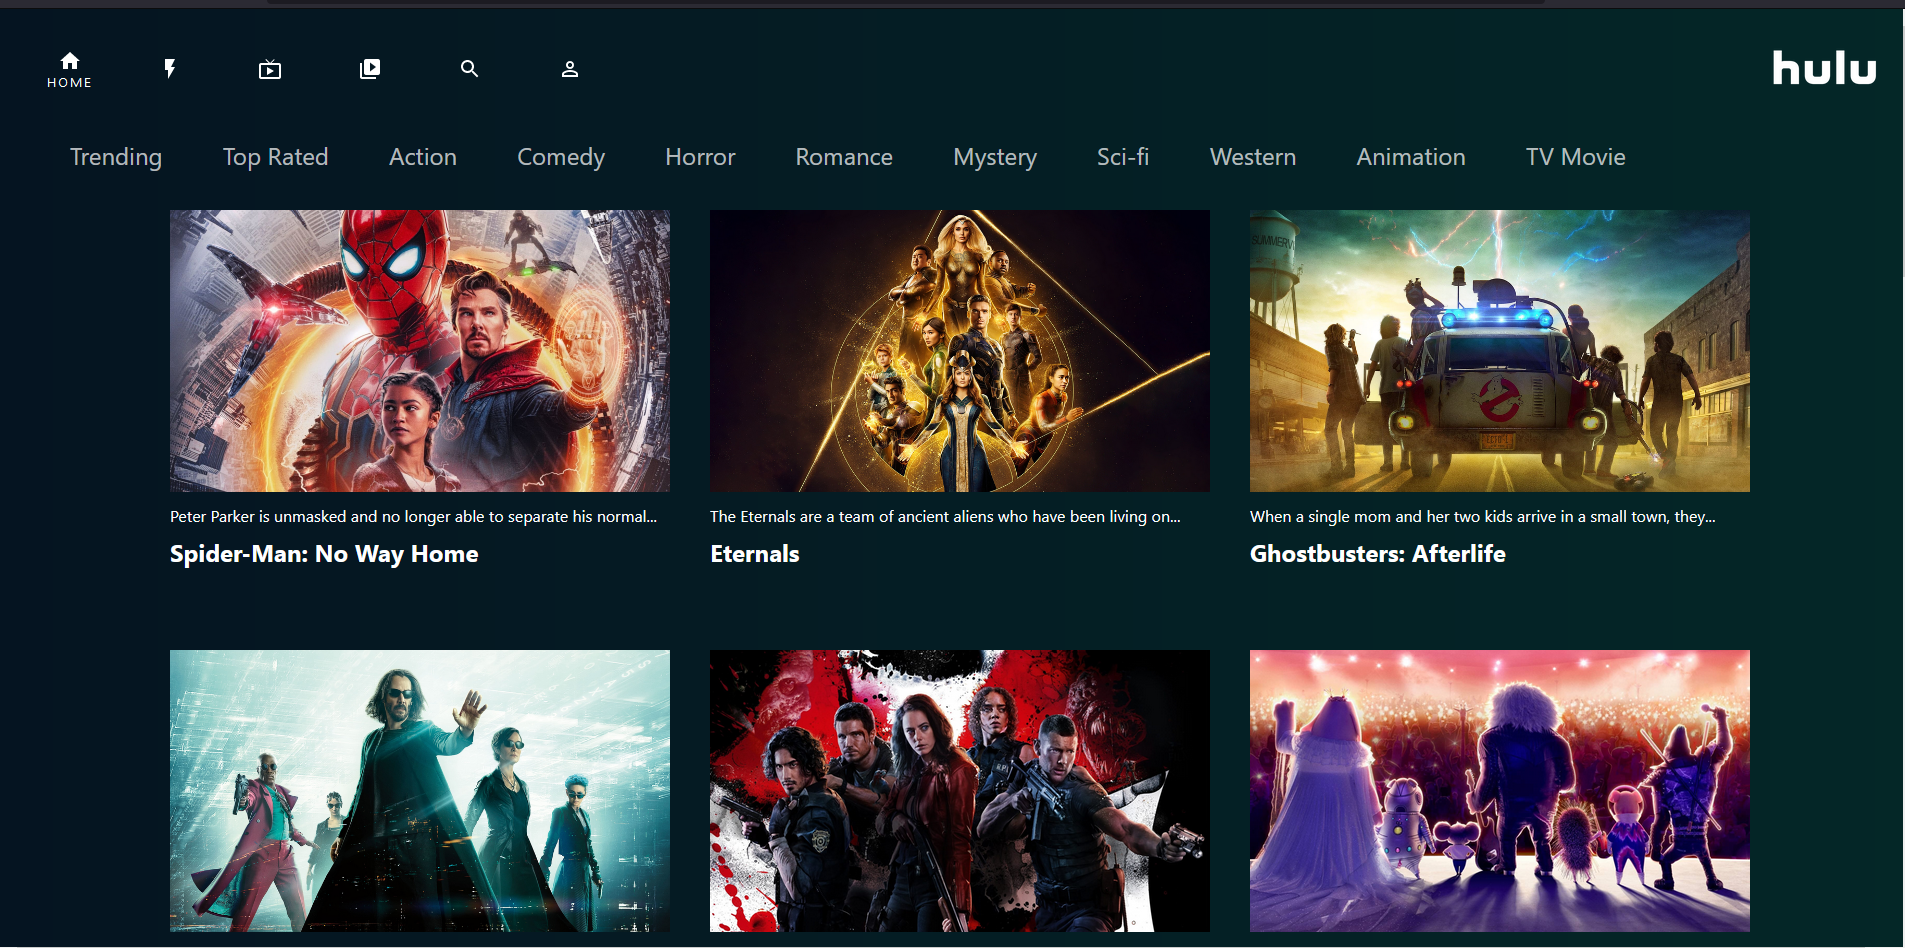 HOME
hulu
Trending Top Rated Action Comedy Horror Romance Mystery Sci-fi Western Animation TV Movie
SUMMERV
Peter Parker is unmasked and no longer able to separate his normal...
The Eternals are a team of ancient aliens who have been living on...
When a single mom and her two kids arrive in a small town, they...
Spider-Man: No Way Home
Eternals
Ghostbusters: Afterlife